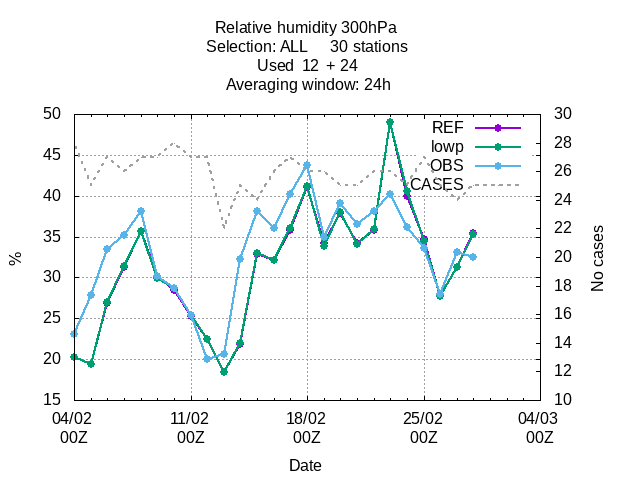 Relative humidity 300hPa
Selection: ALL 30 stations
Used 12 + 24
Averaging window: 24h
50 30
REF
28
lowp
45
OBS
26
CASES
40 24
22
35
20
30 18
16
25
14
20
12
15 10
04/02 11/02 18/02 25/02 04/03
00Z 00Z 00Z 00Z 00Z
%
No cases
Date